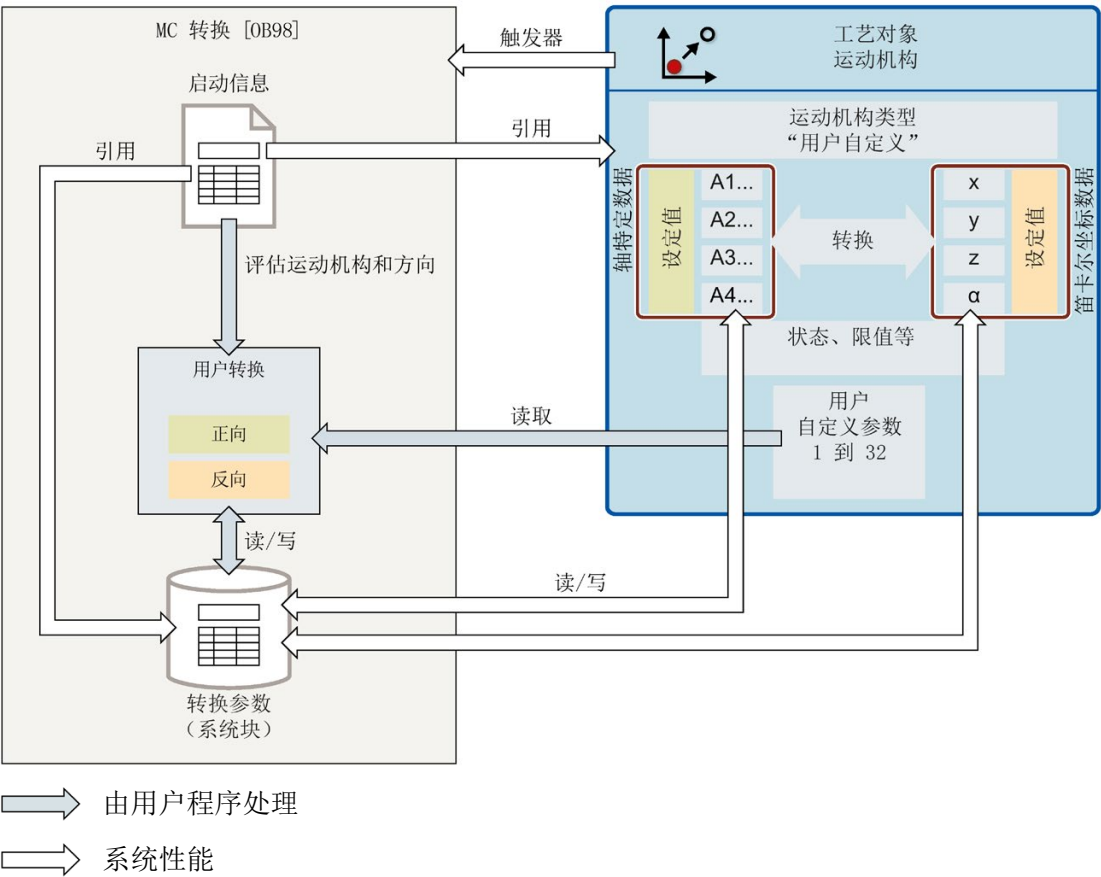 MC 转换 [OB98]
触发器
工艺对象
运动机构
启动信息
引用
引用
运动机构类型
“用户自定义”
轴特定数据
设定值
A1...
A2...
A3...
A4...
转换
x
y
z
α
设定值
笛卡尔坐标数据
评估运动机构和方向
状态、限值等
用户转换
正向
反向
读取
用户
自定义参数
1 到 32
读/写
读/写
转换参数
（系统块）
由用户程序处理
系统性能